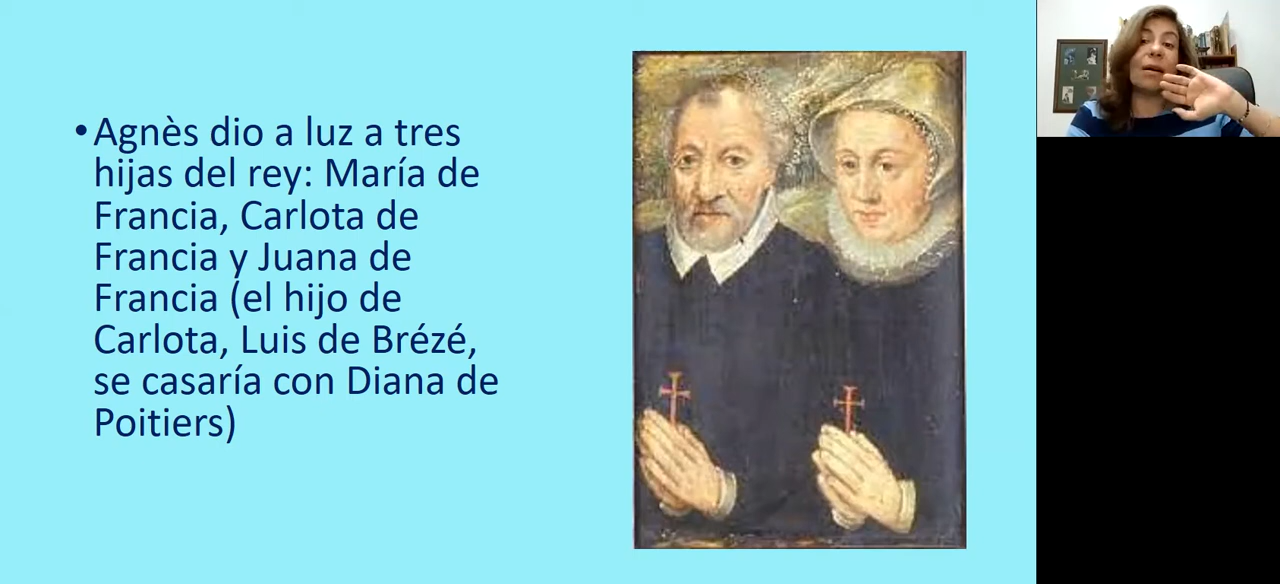 •Agnès dio a luz a tres
hijas del rey: María de
Francia, Carlota de
Francia y Juana de
Francia (el hijo de
Carlota, Luis de Brézé,
se casaría con Diana de
Poitiers)